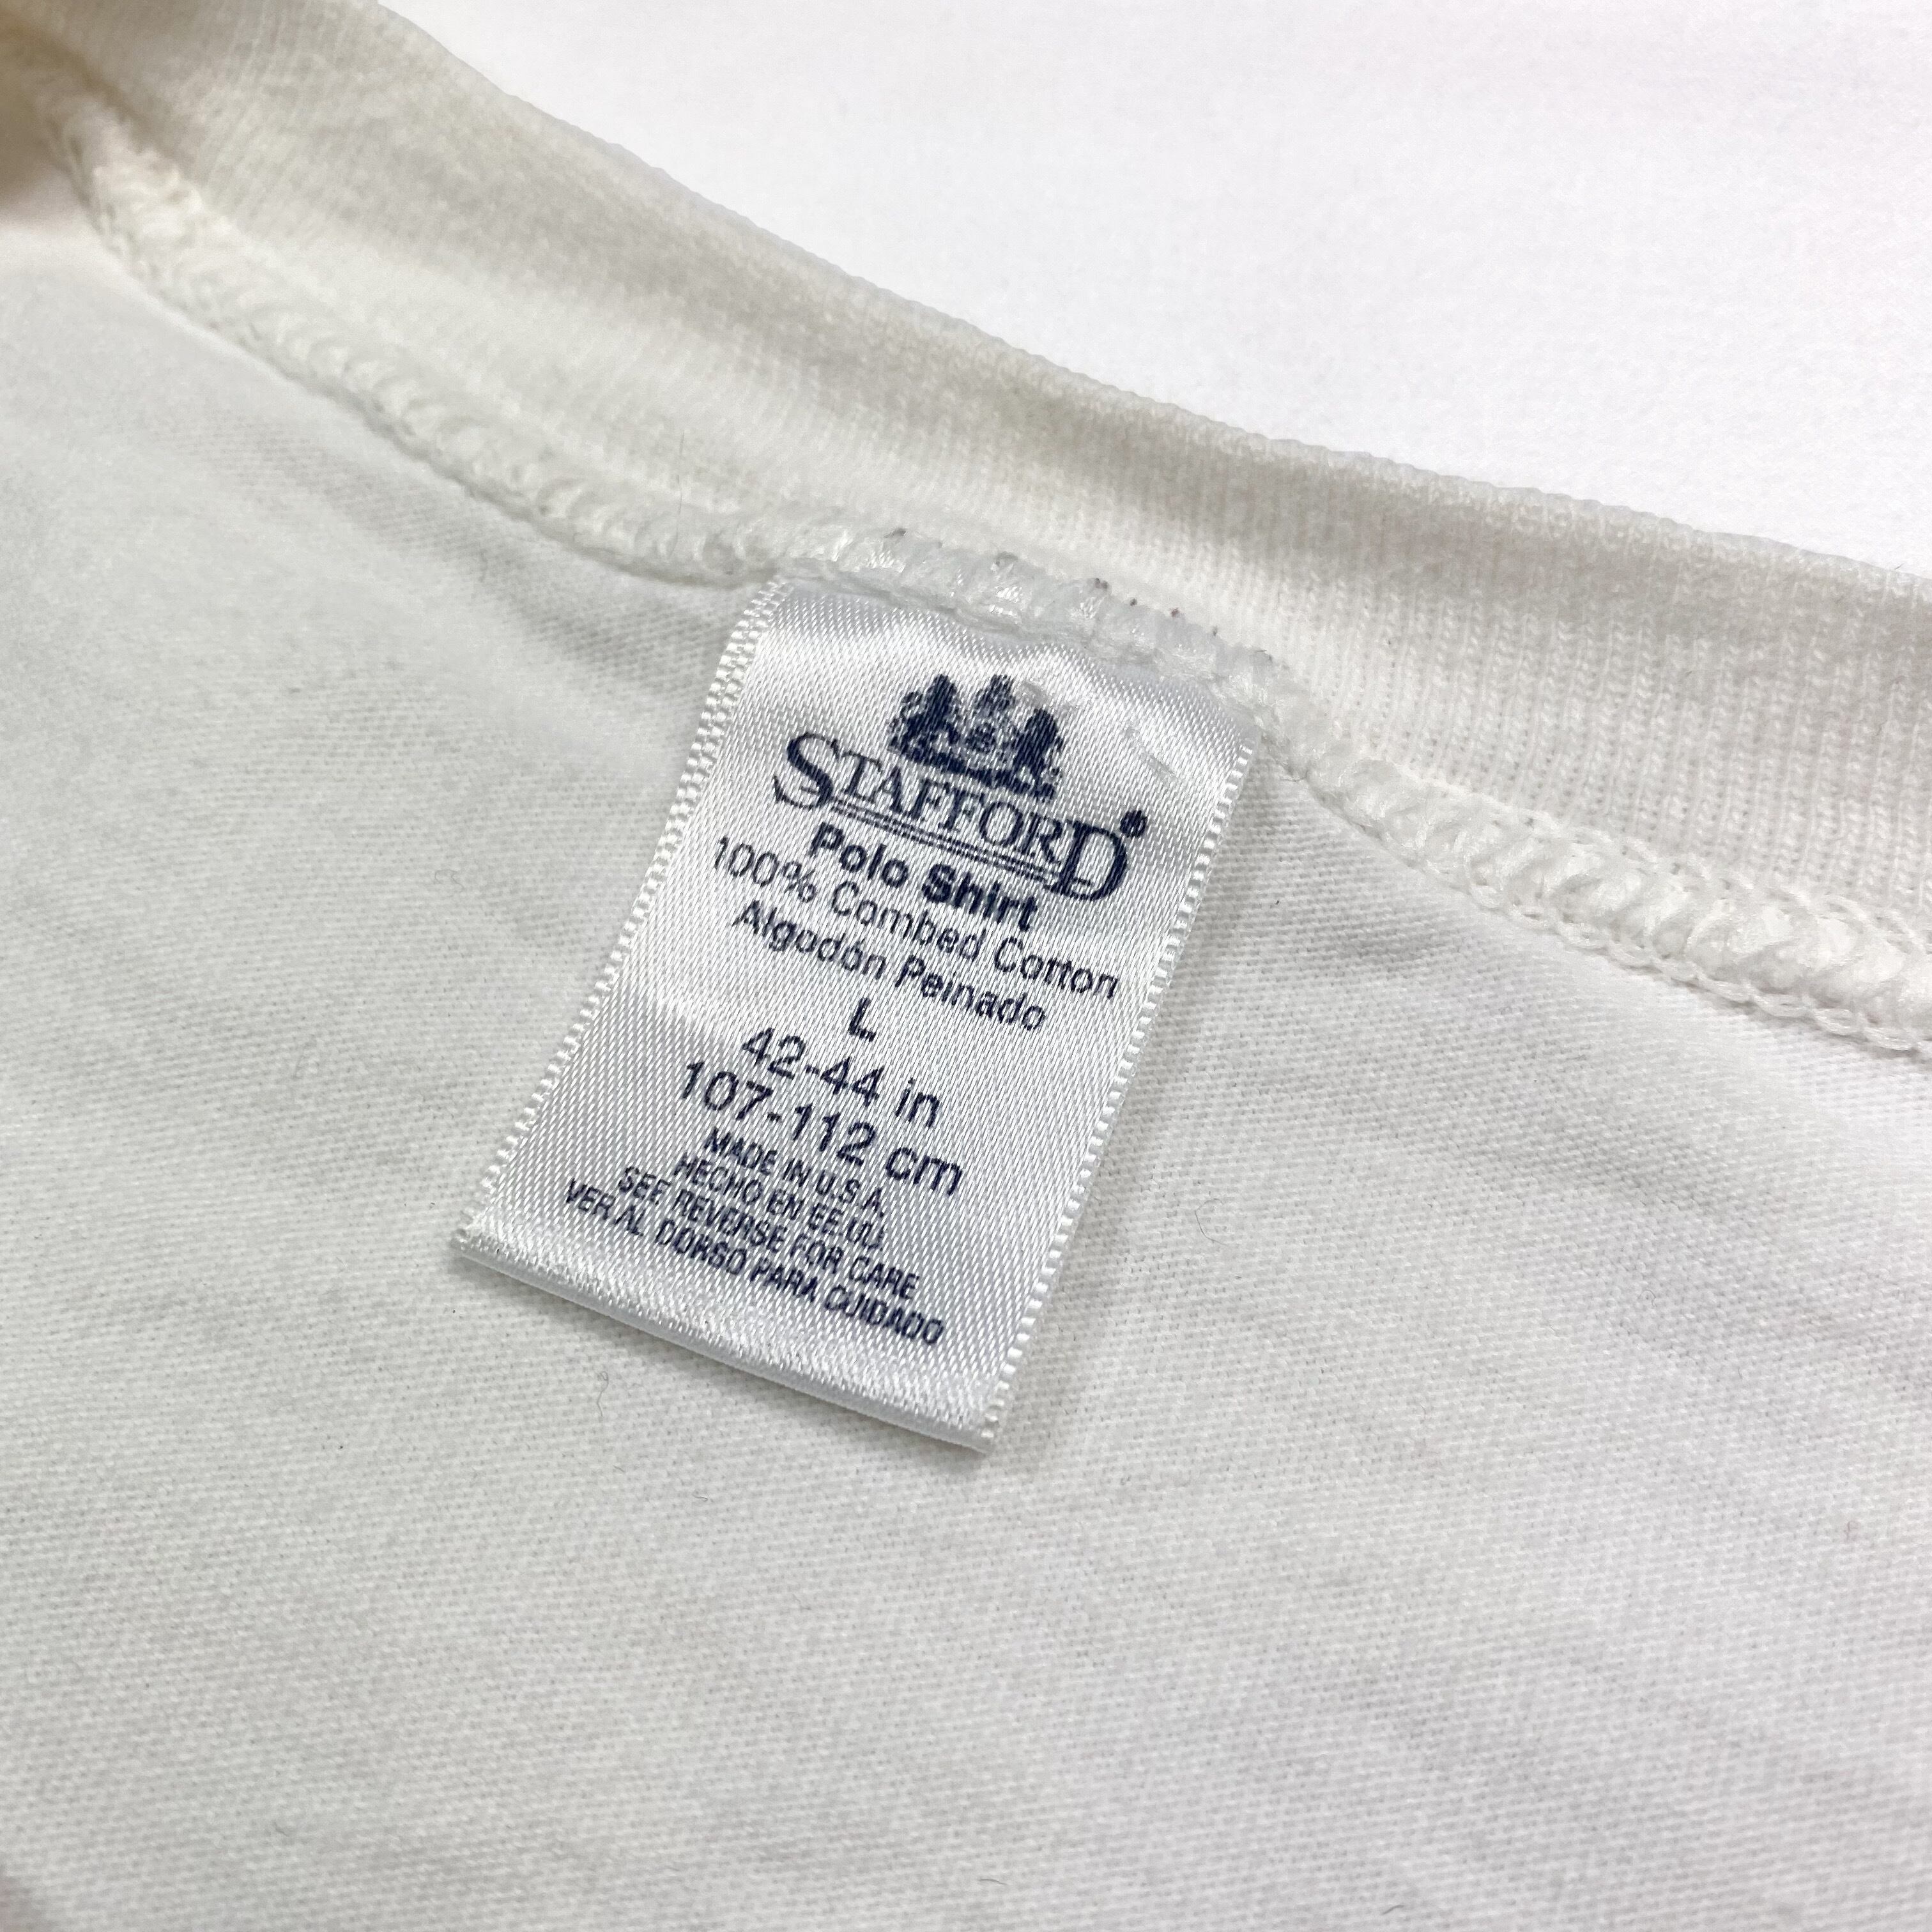 STAFFORD®
Polo Shirt
100% Combed Cotton
Algodón Peinado
L
42-44 in
107-112 cm
MADE IN U.S.A.
HECHO EN EE.UU.
SEE REVERSE FOR CARE
VER AL DORSO PARA CUIDADO